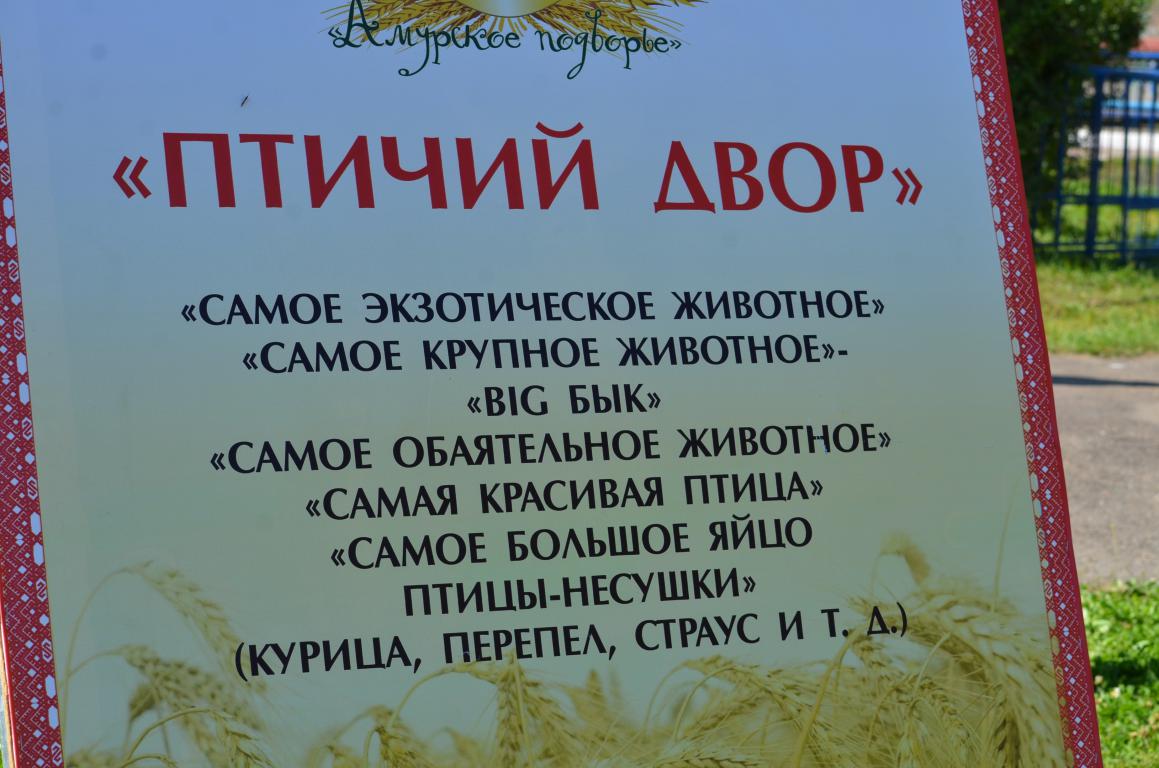 «Амурское подворье»
«ПТИЧИЙ ДВОР»
«САМОЕ ЭКЗОТИЧЕСКОЕ ЖИВОТНОЕ»
«САМОЕ КРУПНОЕ ЖИВОТНОЕ»-
«BIG БЫК»
«САМОЕ ОБАЯТЕЛЬНОЕ ЖИВОТНОЕ»
«САМАЯ КРАСИВАЯ ПТИЦА»
«САМОЕ БОЛЬШОЕ ЯЙЦО
ПТИЦЫ-НЕСУШКИ»
(КУРИЦА, ПЕРЕПЕЛ, СТРАУС И Т. Д.)